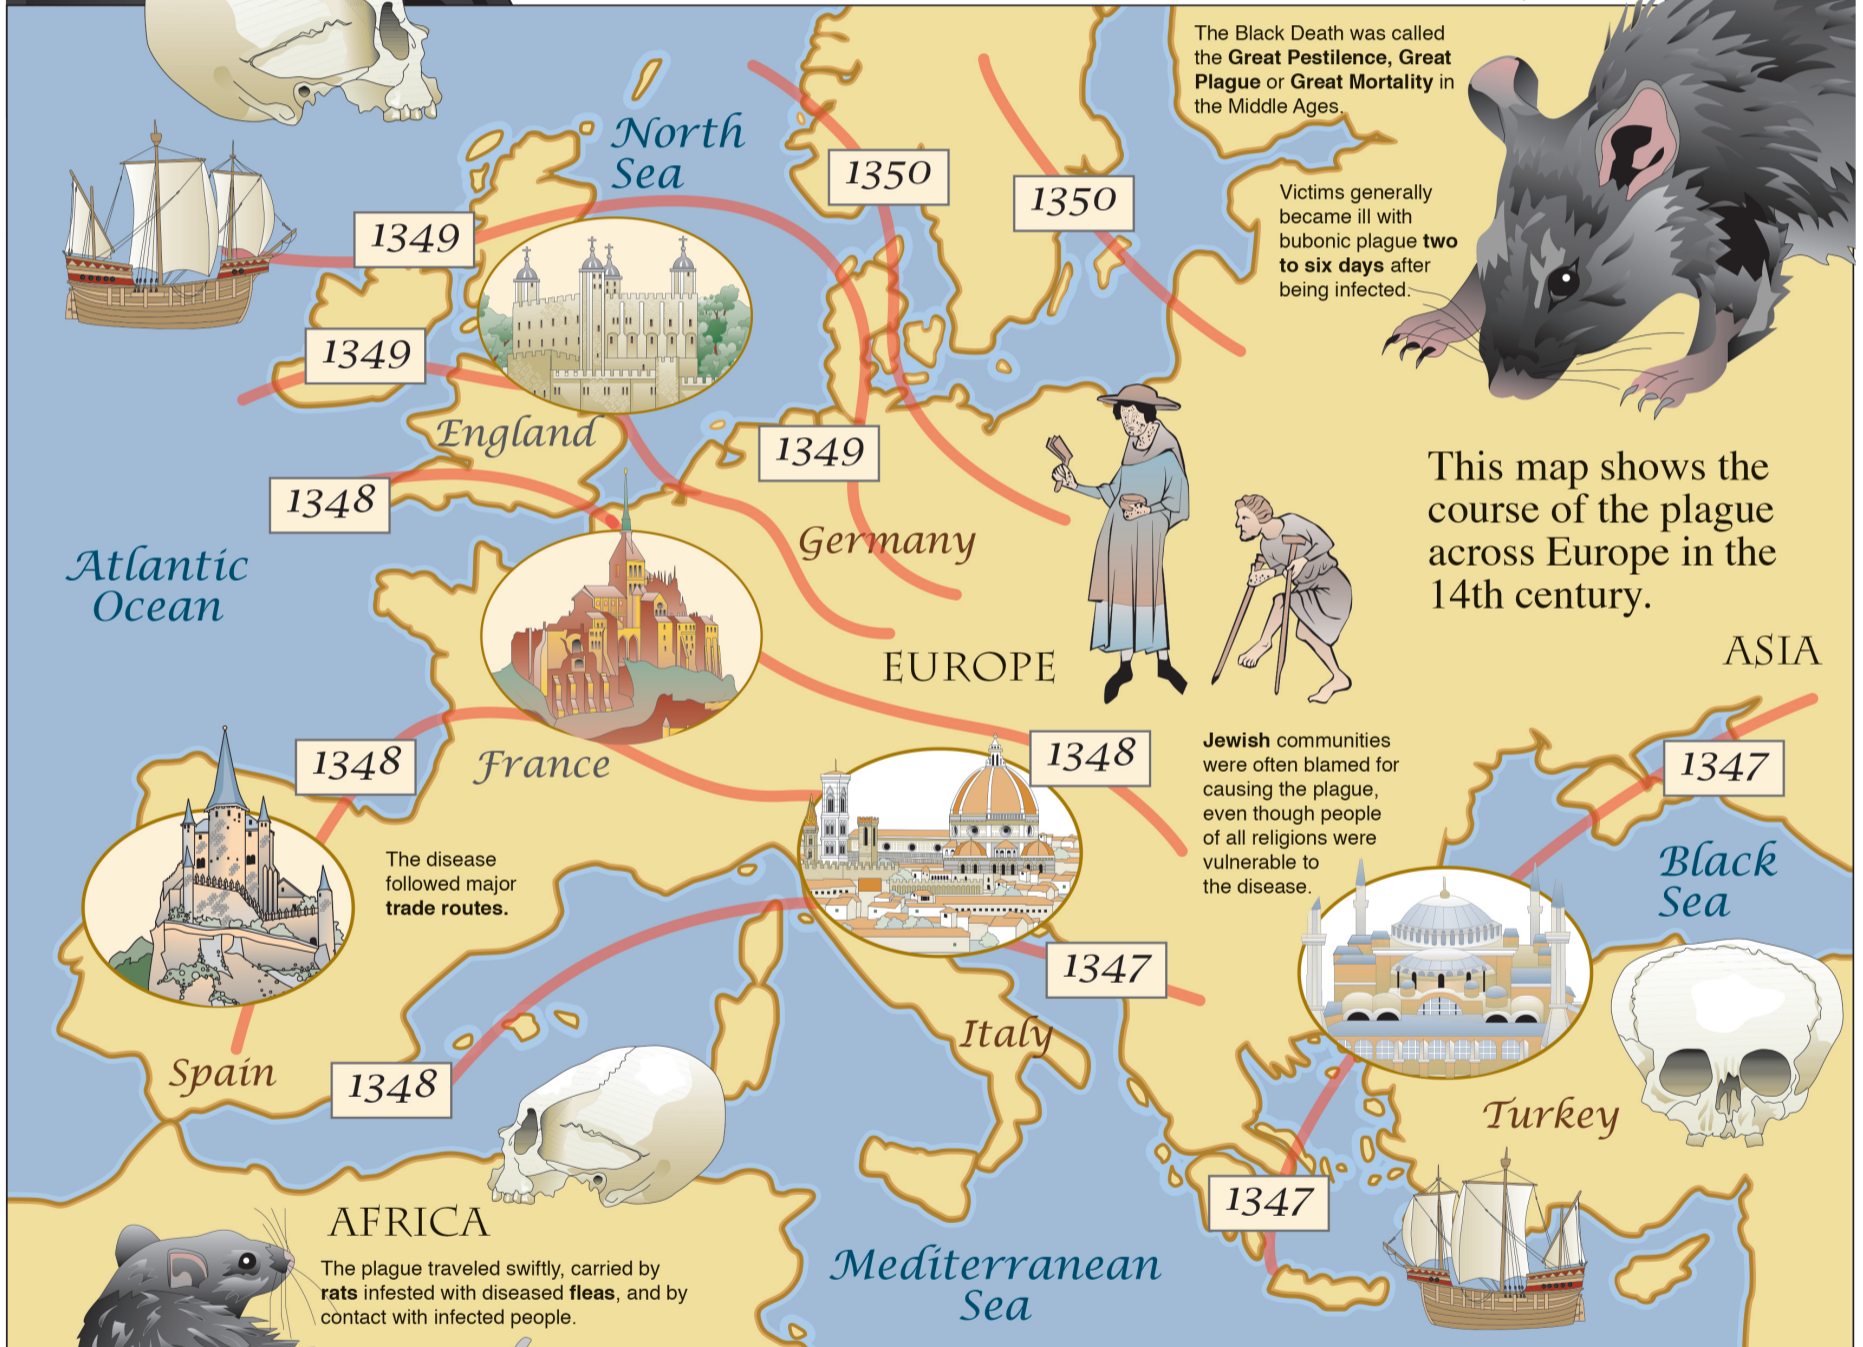 The Black Death was called
the Great Pestilence, Great
Plague or Great Mortality in
the Middle Ages.
North
Sea
1350
1350
Victims generally
became ill with
bubonic plague two
to six days after
being infected.
1349
1349
England
1349
1348
Germany
This map shows the
course of the plague
across Europe in the
14th century.
Atlantic
Ocean
EUROPE
ASIA
1348
France
1348
Jewish communities
were often blamed for
causing the plague,
even though people
of all religions were
vulnerable to
the disease.
1347
Black
Sea
The disease
followed major
trade routes.
1347
Italy
Spain
1348
Turkey
1347
AFRICA
The plague traveled swiftly, carried by
rats infested with diseased fleas, and by
contact with infected people.
Mediterranean
Sea